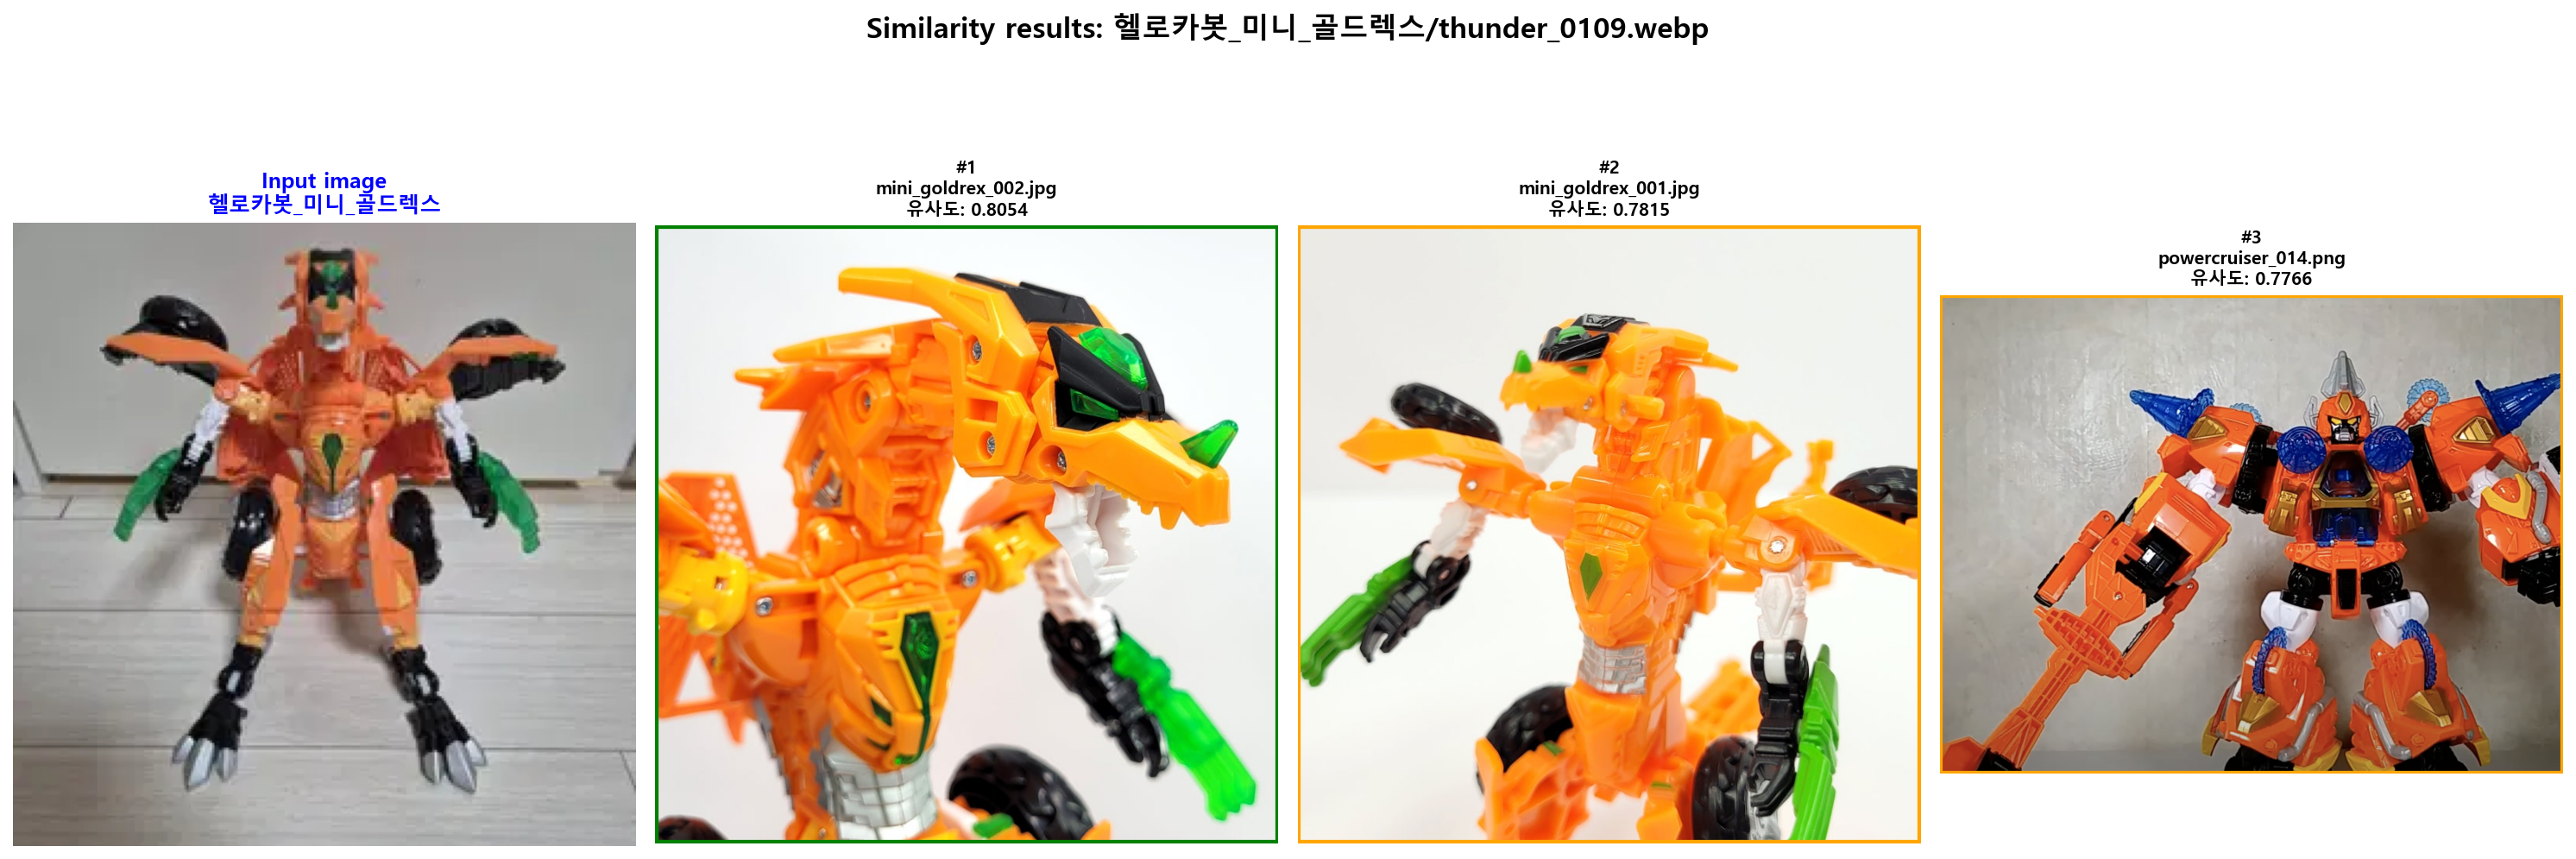 Similarity results: 헬로카봇_미니_골드렉스/thunder_0109.webp
Input image
헬로카봇_미니_골드렉스
#1
mini_goldrex_002.jpg
유사도: 0.8054
#2
mini_goldrex_001.jpg
유사도: 0.7815
#3
powercruiser_014.png
유사도: 0.7766